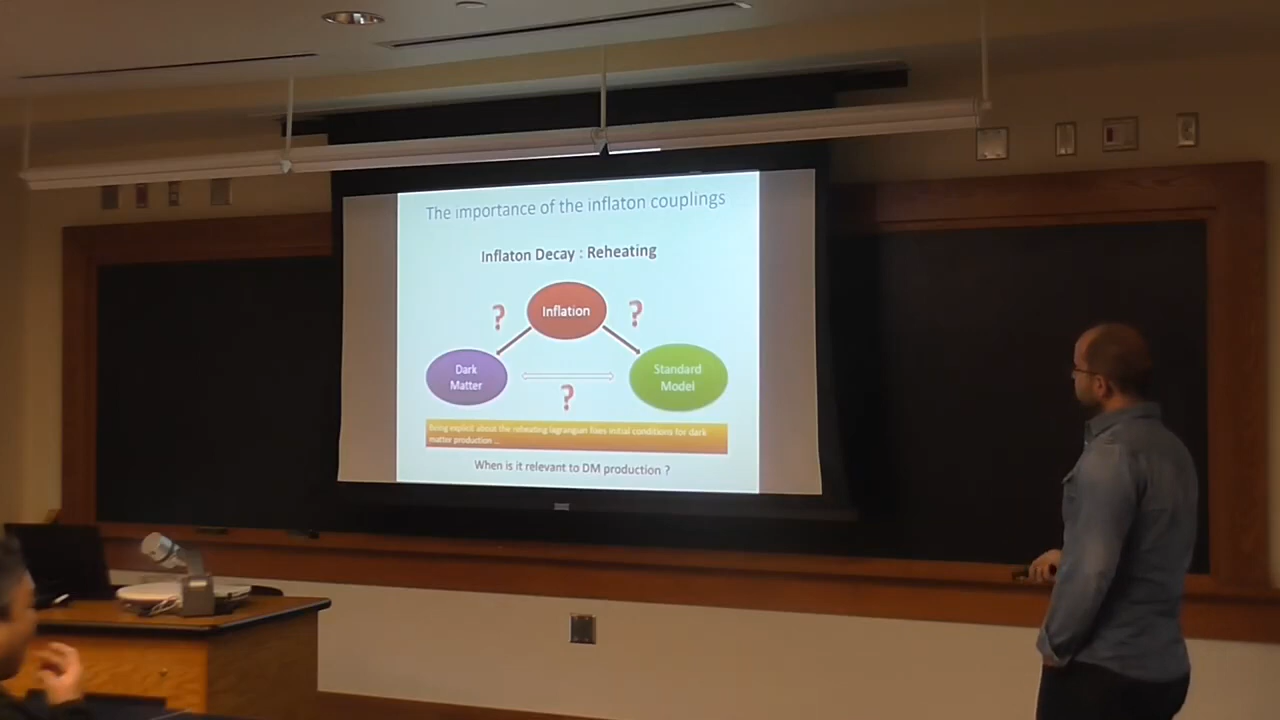 The importance of the inflaton couplings
Inflaton Decay : Reheating
? Inflation ?
Dark
Matter
Standard
Model
?
Being explicit about the reheating lagrangian fixes initial conditions for dark
matter production ...
When is it relevant to DM production ?